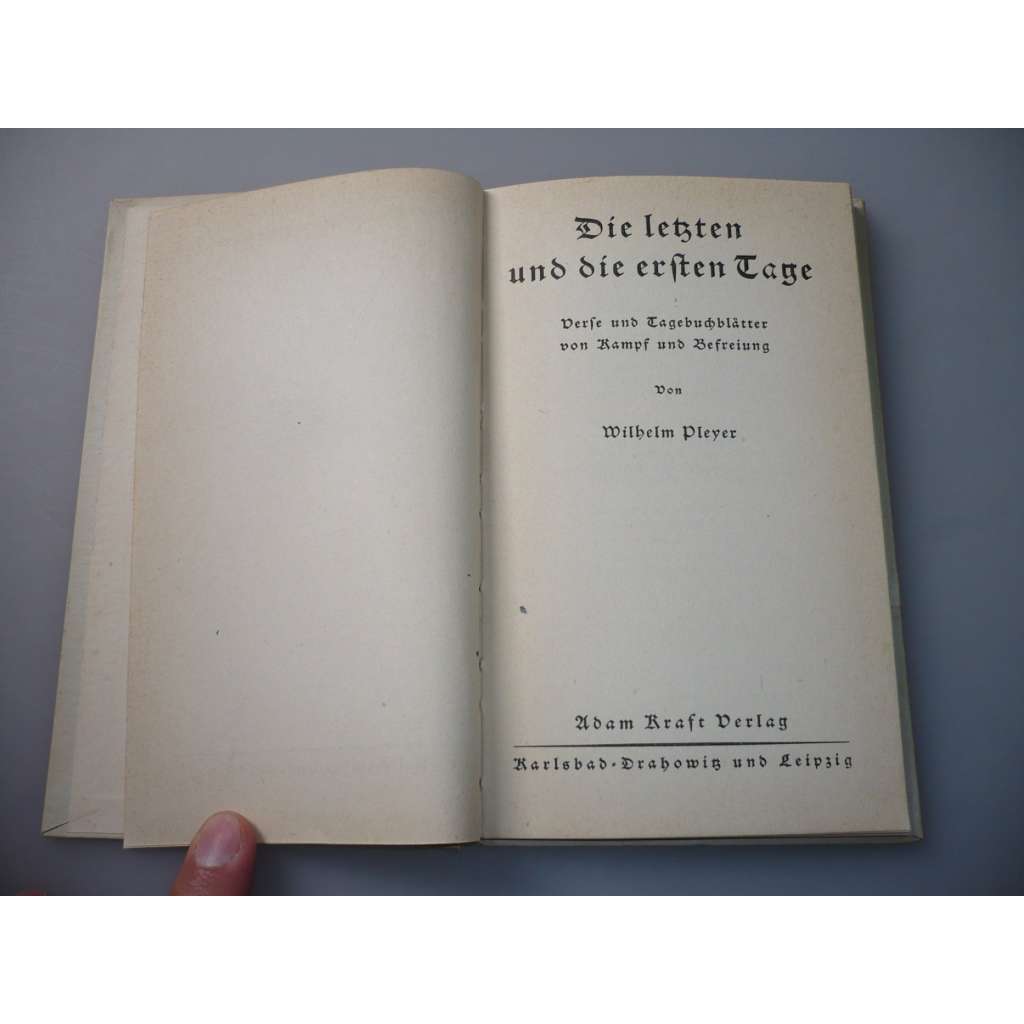 Die letzten
und die ersten Tage
Verse und Tagebuchblätter
von Kampf und Befreiung
Von
Wilhelm Pleyer
Adam Kraft Verlag
Karlsbad-Drahowitz und Leipzig